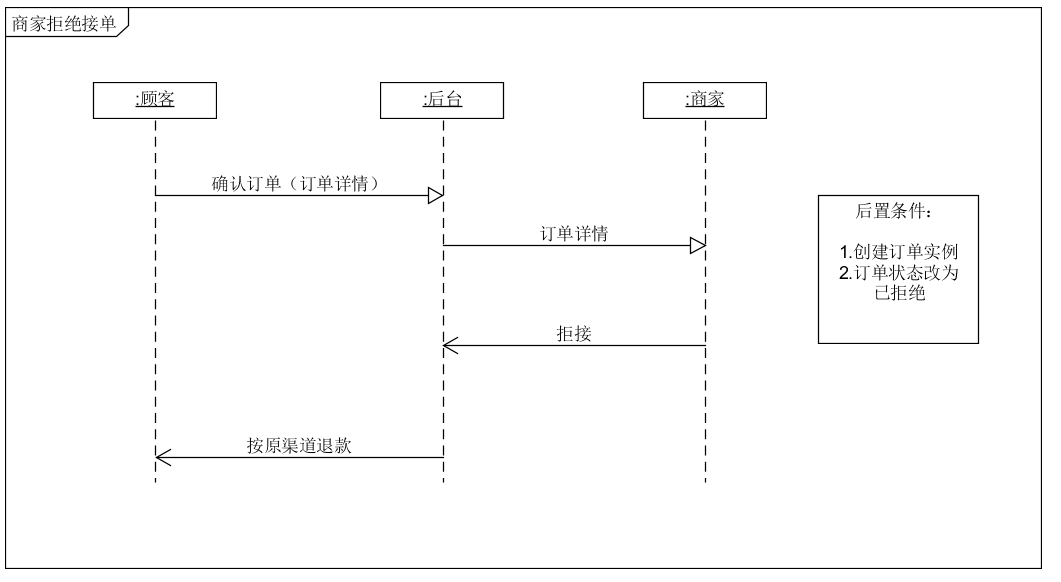 商家拒绝接单
:顾客
:后台
:商家
确认订单（订单详情）
订单详情
拒接
按原渠道退款
后置条件：
1.创建订单实例
2.订单状态改为
已拒绝